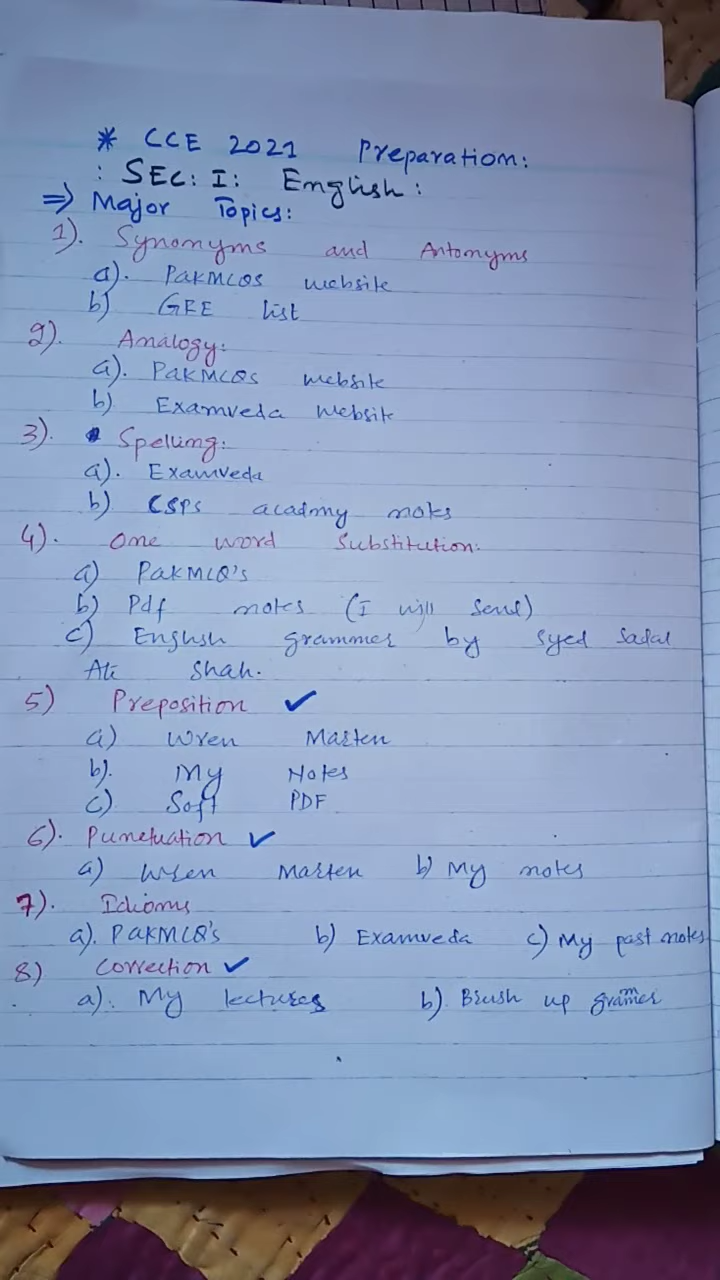 * CCE 2021 Preparation:
: SEC: I: English:
⇒ Major Topics:
1). Synonyms and Antonyms
a). PakMCQS website
b) GRE list
2). Analogy:
a). PakMCQS website
b) Examveda website
3). Spelling:
a). Examveda
b) CSPS acadmy notes
4). One word Substitution:
a) PakMCQ's
b) Pdf notes (I will send)
c) English grammer by Syed Sadal
Ali Shah.
5) Preposition ✓
a) Wren Marten
b). My Notes
c) Soft PDF
6). Punctuation ✓
a) Wren Marten b) My notes
7). Idioms
a). PAKMCQ's b) Examveda c) My past notes
8) Correction ✓
a). My lectures b) Brush up gramer